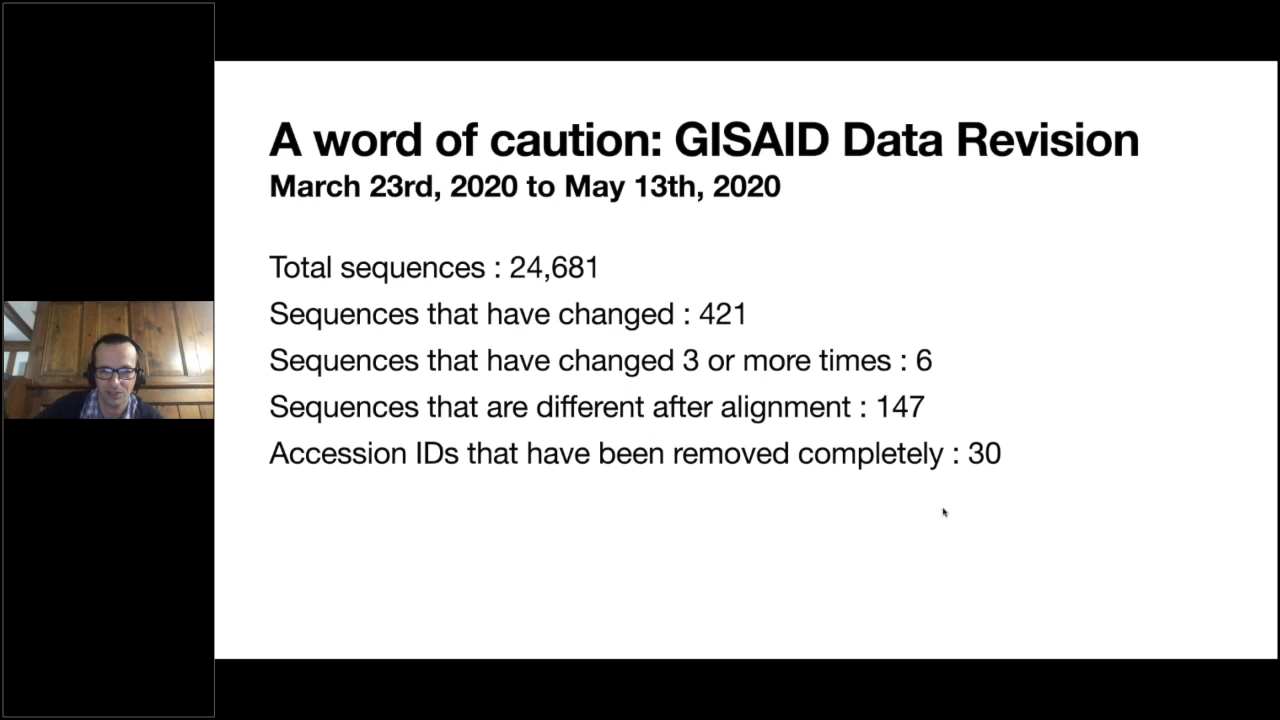 A word of caution: GISAID Data Revision
March 23rd, 2020 to May 13th, 2020
Total sequences : 24,681
Sequences that have changed : 421
Sequences that have changed 3 or more times : 6
Sequences that are different after alignment : 147
Accession IDs that have been removed completely : 30